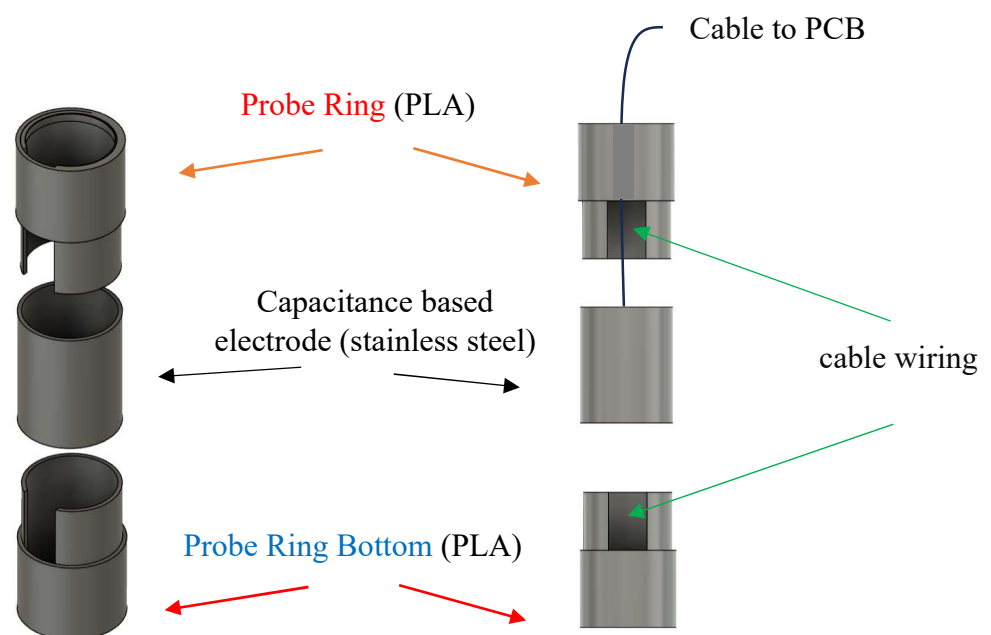 Cable to PCB
Probe Ring (PLA)
Capacitance based
electrode (stainless steel)
cable wiring
Probe Ring Bottom (PLA)